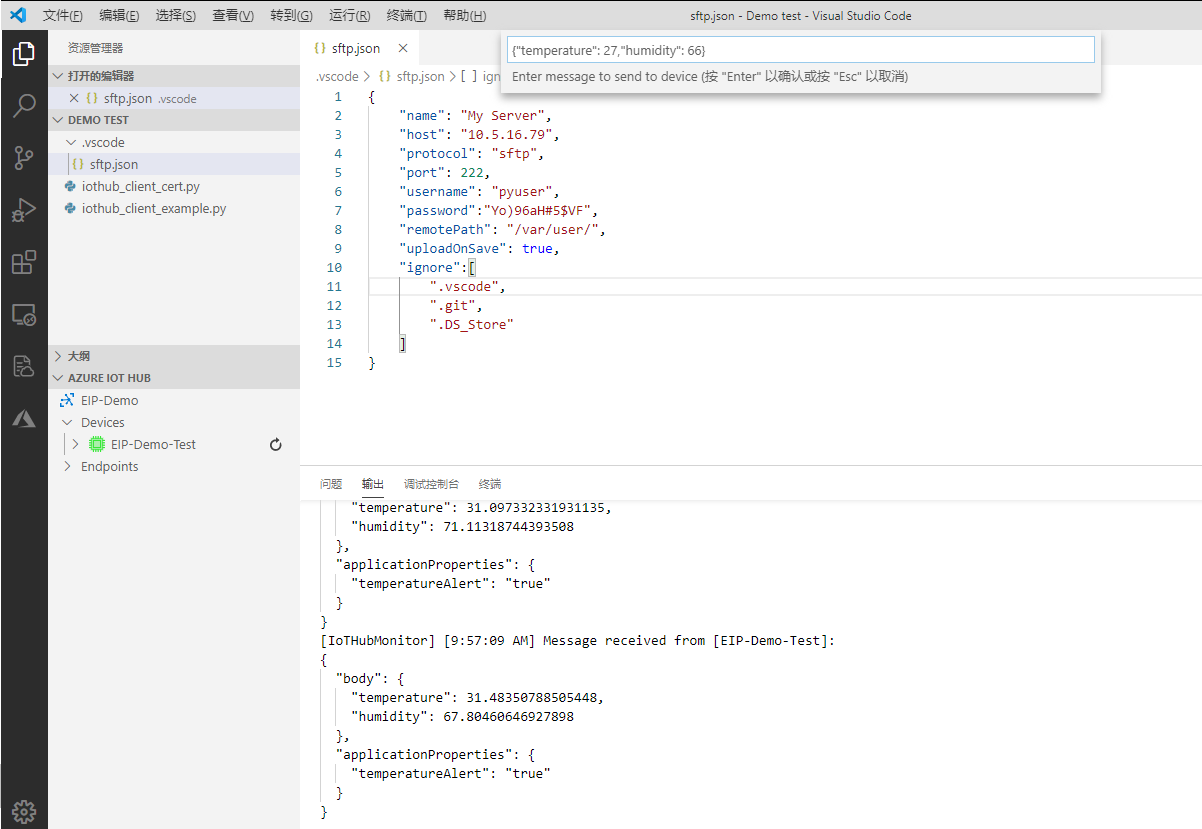 文件(F) 编辑(E) 选择(S) 查看(V) 转到(G) 运行(R) 终端(T) 帮助(H) sftp.json - Demo test - Visual Studio Code
资源管理器
打开的编辑器
{} sftp.json .vscode
DEMO TEST
.vscode
{} sftp.json
iothub_client_cert.py
iothub_client_example.py
大纲
AZURE IOT HUB
EIP-Demo
Devices
EIP-Demo-Test
Endpoints
{} sftp.json
{"temperature": 27,"humidity": 66}
Enter message to send to device (按 "Enter" 以确认或按 "Esc" 以取消)
.vscode > {} sftp.json > [ ] ign
1 {
2 "name": "My Server",
3 "host": "10.5.16.79",
4 "protocol": "sftp",
5 "port": 222,
6 "username": "pyuser",
7 "password":"Yo)96aH#5$VF",
8 "remotePath": "/var/user/",
9 "uploadOnSave": true,
10 "ignore":[
11 ".vscode",
12 ".git",
13 ".DS_Store"
14 ]
15 }
问题 输出 调试控制台 终端
"temperature": 31.097332331931135,
"humidity": 71.11318744393508
},
"applicationProperties": {
"temperatureAlert": "true"
}
}
[IoTHubMonitor] [9:57:09 AM] Message received from [EIP-Demo-Test]:
{
"body": {
"temperature": 31.48350788505448,
"humidity": 67.80460646927898
},
"applicationProperties": {
"temperatureAlert": "true"
}
}